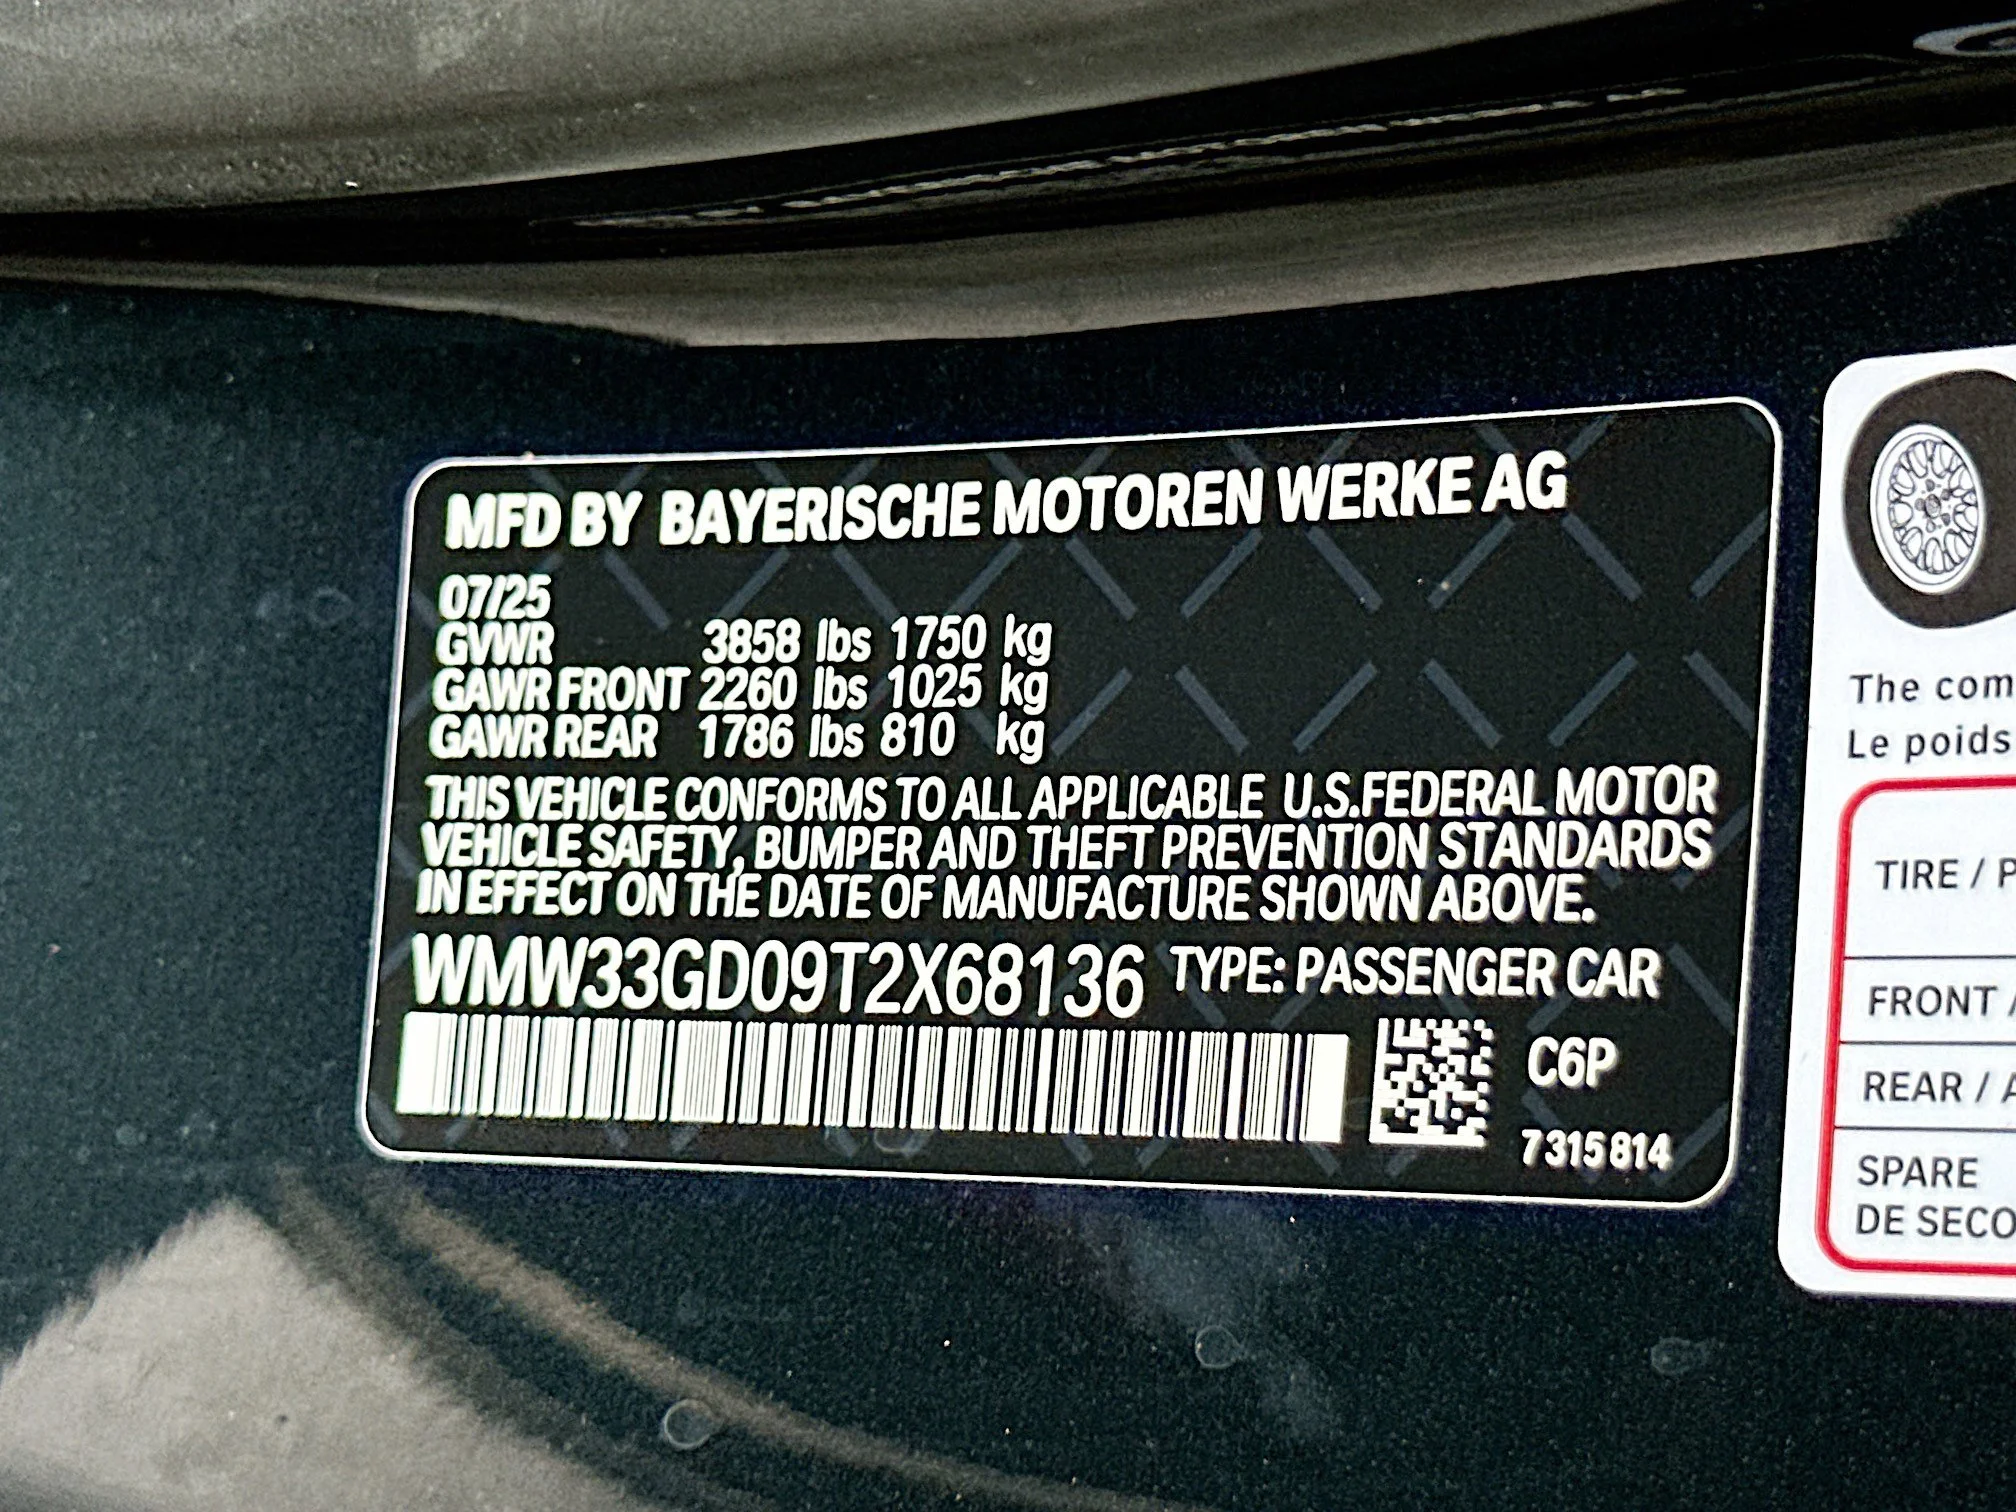 MFD BY BAYERISCHE MOTOREN WERKE AG
07/25
GVWR 3858 lbs 1750 kg
GAWR FRONT 2260 lbs 1025 kg
GAWR REAR 1786 lbs 810 kg
THIS VEHICLE CONFORMS TO ALL APPLICABLE U.S.FEDERAL MOTOR
VEHICLE SAFETY, BUMPER AND THEFT PREVENTION STANDARDS
IN EFFECT ON THE DATE OF MANUFACTURE SHOWN ABOVE.
WMW33GD09T2X68136 TYPE: PASSENGER CAR
C6P
7315814
The com
Le poids
TIRE / P
FRONT /
REAR / A
SPARE
DE SECO